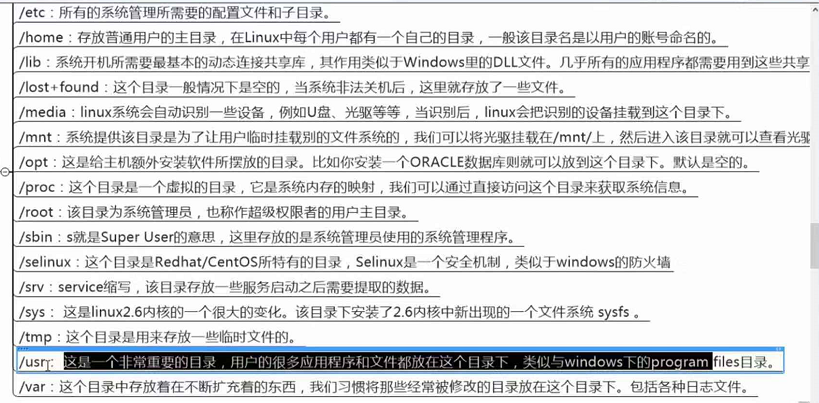 /etc：所有的系统管理所需要的配置文件和子目录。
/home：存放普通用户的主目录，在Linux中每个用户都有一个自己的目录，一般该目录名是以用户的账号命名的。
/lib：系统开机所需要最基本的动态连接共享库，其作用类似于Windows里的DLL文件。几乎所有的应用程序都需要用到这些共享
/lost+found：这个目录一般情况下是空的，当系统非法关机后，这里就存放了一些文件。
/media：linux系统会自动识别一些设备，例如U盘、光驱等等，当识别后，linux会把识别的设备挂载到这个目录下。
/mnt：系统提供该目录是为了让用户临时挂载别的文件系统的，我们可以将光驱挂载在/mnt/上，然后进入该目录就可以查看光驱
/opt：这是给主机额外安装软件所摆放的目录。比如你安装一个ORACLE数据库则就可以放到这个目录下。默认是空的。
/proc：这个目录是一个虚拟的目录，它是系统内存的映射，我们可以通过直接访问这个目录来获取系统信息。
/root：该目录为系统管理员，也称作超级权限者的用户主目录。
/sbin：s就是Super User的意思，这里存放的是系统管理员使用的系统管理程序。
/selinux：这个目录是Redhat/CentOS所特有的目录，Selinux是一个安全机制，类似于windows的防火墙
/srv：service缩写，该目录存放一些服务启动之后需要提取的数据。
/sys： 这是linux2.6内核的一个很大的变化。该目录下安装了2.6内核中新出现的一个文件系统 sysfs 。
/tmp：这个目录是用来存放一些临时文件的。
/usr： 这是一个非常重要的目录，用户的很多应用程序和文件都放在这个目录下，类似与windows下的program files目录。
/var：这个目录中存放着在不断扩充着的东西，我们习惯将那些经常被修改的目录放在这个目录下。包括各种日志文件。